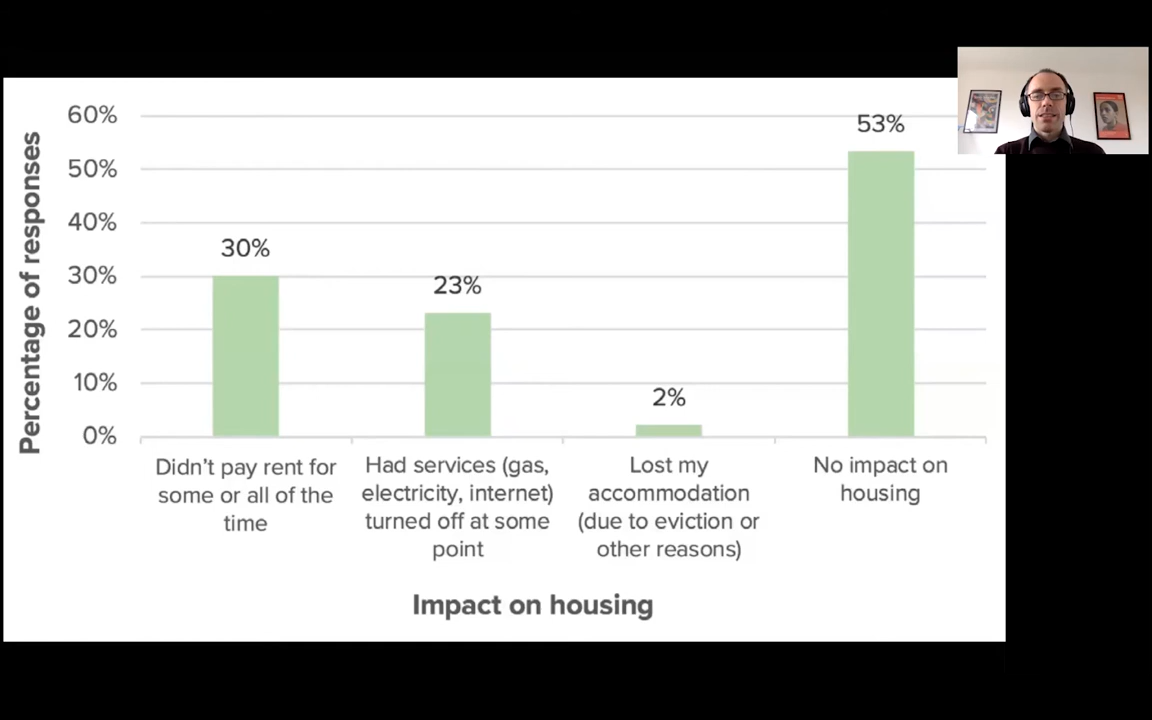 Percentage of responses
60%
50%
40%
30%
20%
10%
0%
30%
23%
2%
53%
Didn't pay rent for
some or all of the
time
Had services (gas,
electricity, internet)
turned off at some
point
Lost my
accommodation
(due to eviction or
other reasons)
No impact on
housing
Impact on housing